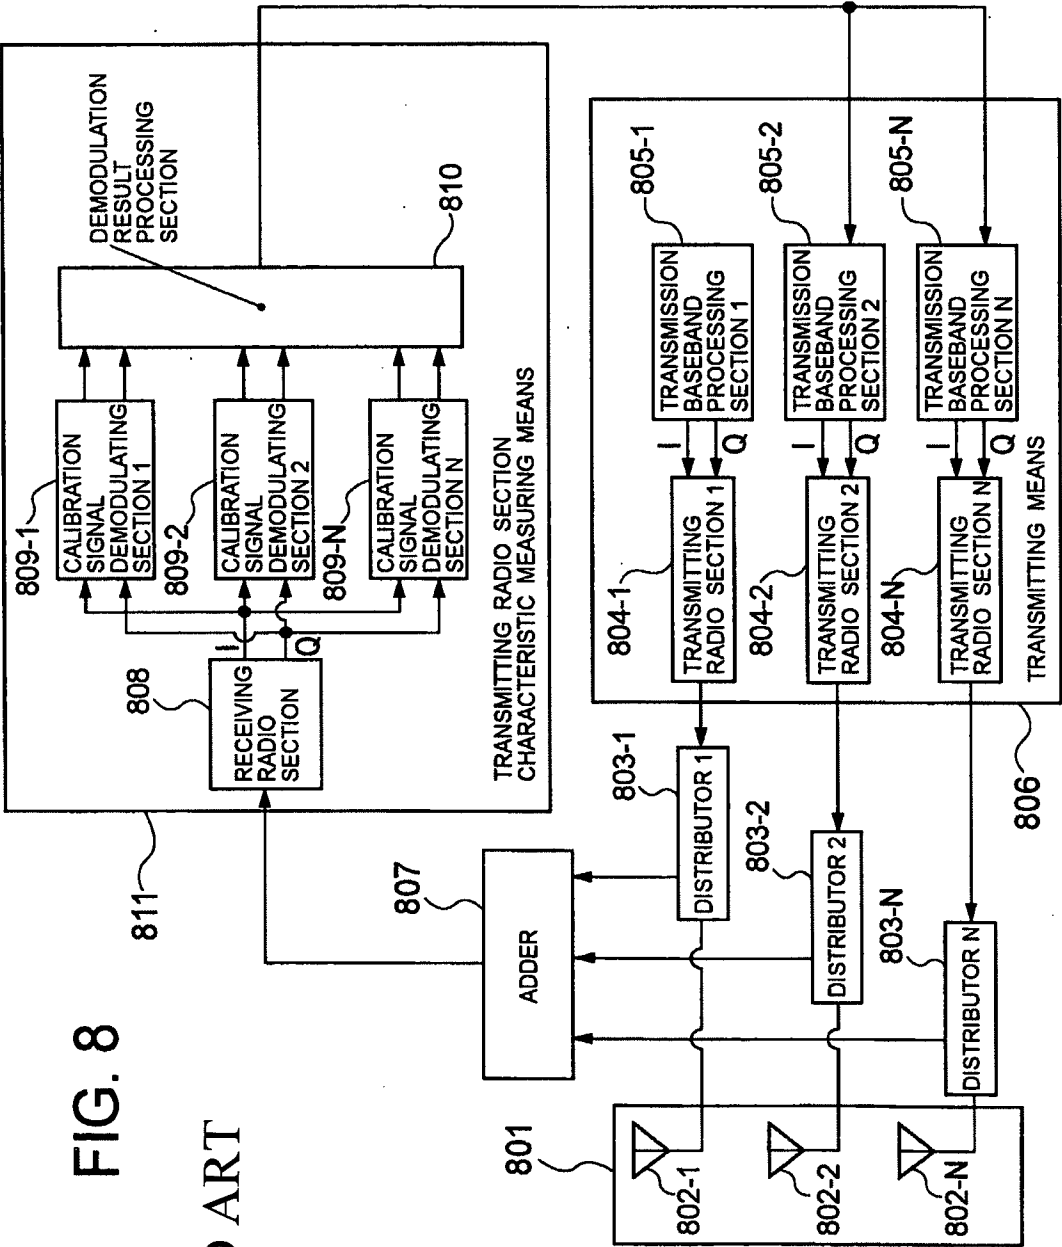 FIG. 8
ART
801
802-1
802-2
802-N
ADDER
807
DISTRIBUTOR 1
803-1
DISTRIBUTOR 2
803-2
DISTRIBUTOR N
803-N
811
RECEIVING
RADIO
SECTION
808
I
Q
809-1
CALIBRATION
SIGNAL
DEMODULATING
SECTION 1
809-2
CALIBRATION
SIGNAL
DEMODULATING
SECTION 2
809-N
CALIBRATION
SIGNAL
DEMODULATING
SECTION N
DEMODULATION
RESULT
PROCESSING
SECTION
810
TRANSMITTING RADIO SECTION
CHARACTERISTIC MEASURING MEANS
804-1
TRANSMITTING
RADIO SECTION 1
I
Q
805-1
TRANSMISSION
BASEBAND
PROCESSING
SECTION 1
804-2
TRANSMITTING
RADIO SECTION 2
I
Q
805-2
TRANSMISSION
BASEBAND
PROCESSING
SECTION 2
804-N
TRANSMITTING
RADIO SECTION N
I
Q
805-N
TRANSMISSION
BASEBAND
PROCESSING
SECTION N
TRANSMITTING MEANS
806